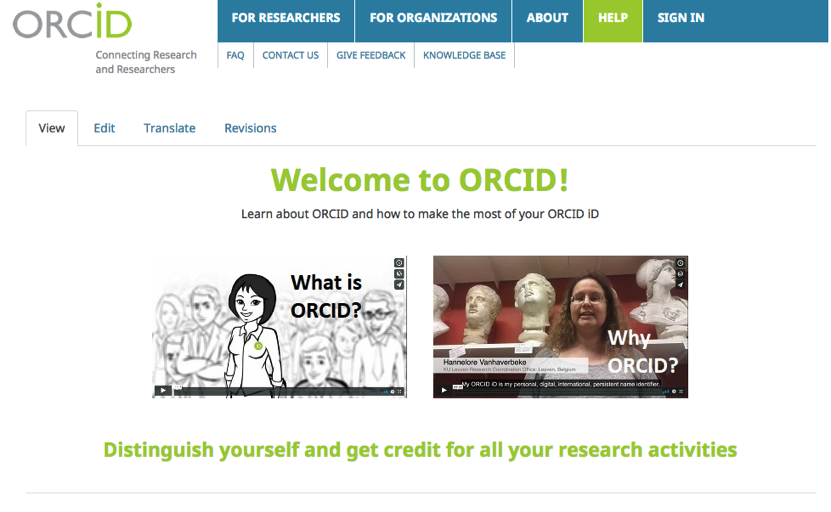 ORCiD
Connecting Research
and Researchers
FOR RESEARCHERS FOR ORGANIZATIONS ABOUT HELP SIGN IN
FAQ CONTACT US GIVE FEEDBACK KNOWLEDGE BASE
View Edit Translate Revisions
Welcome to ORCID!
Learn about ORCID and how to make the most of your ORCID iD
What is
ORCID?
iD
Why
ORCID?
Hannelore Vanhaverbeke
KU Leuven Research Coordination Office, Leuven, Belgium
My ORCID iD is my personal, digital, international, persistent name identifier.
Distinguish yourself and get credit for all your research activities